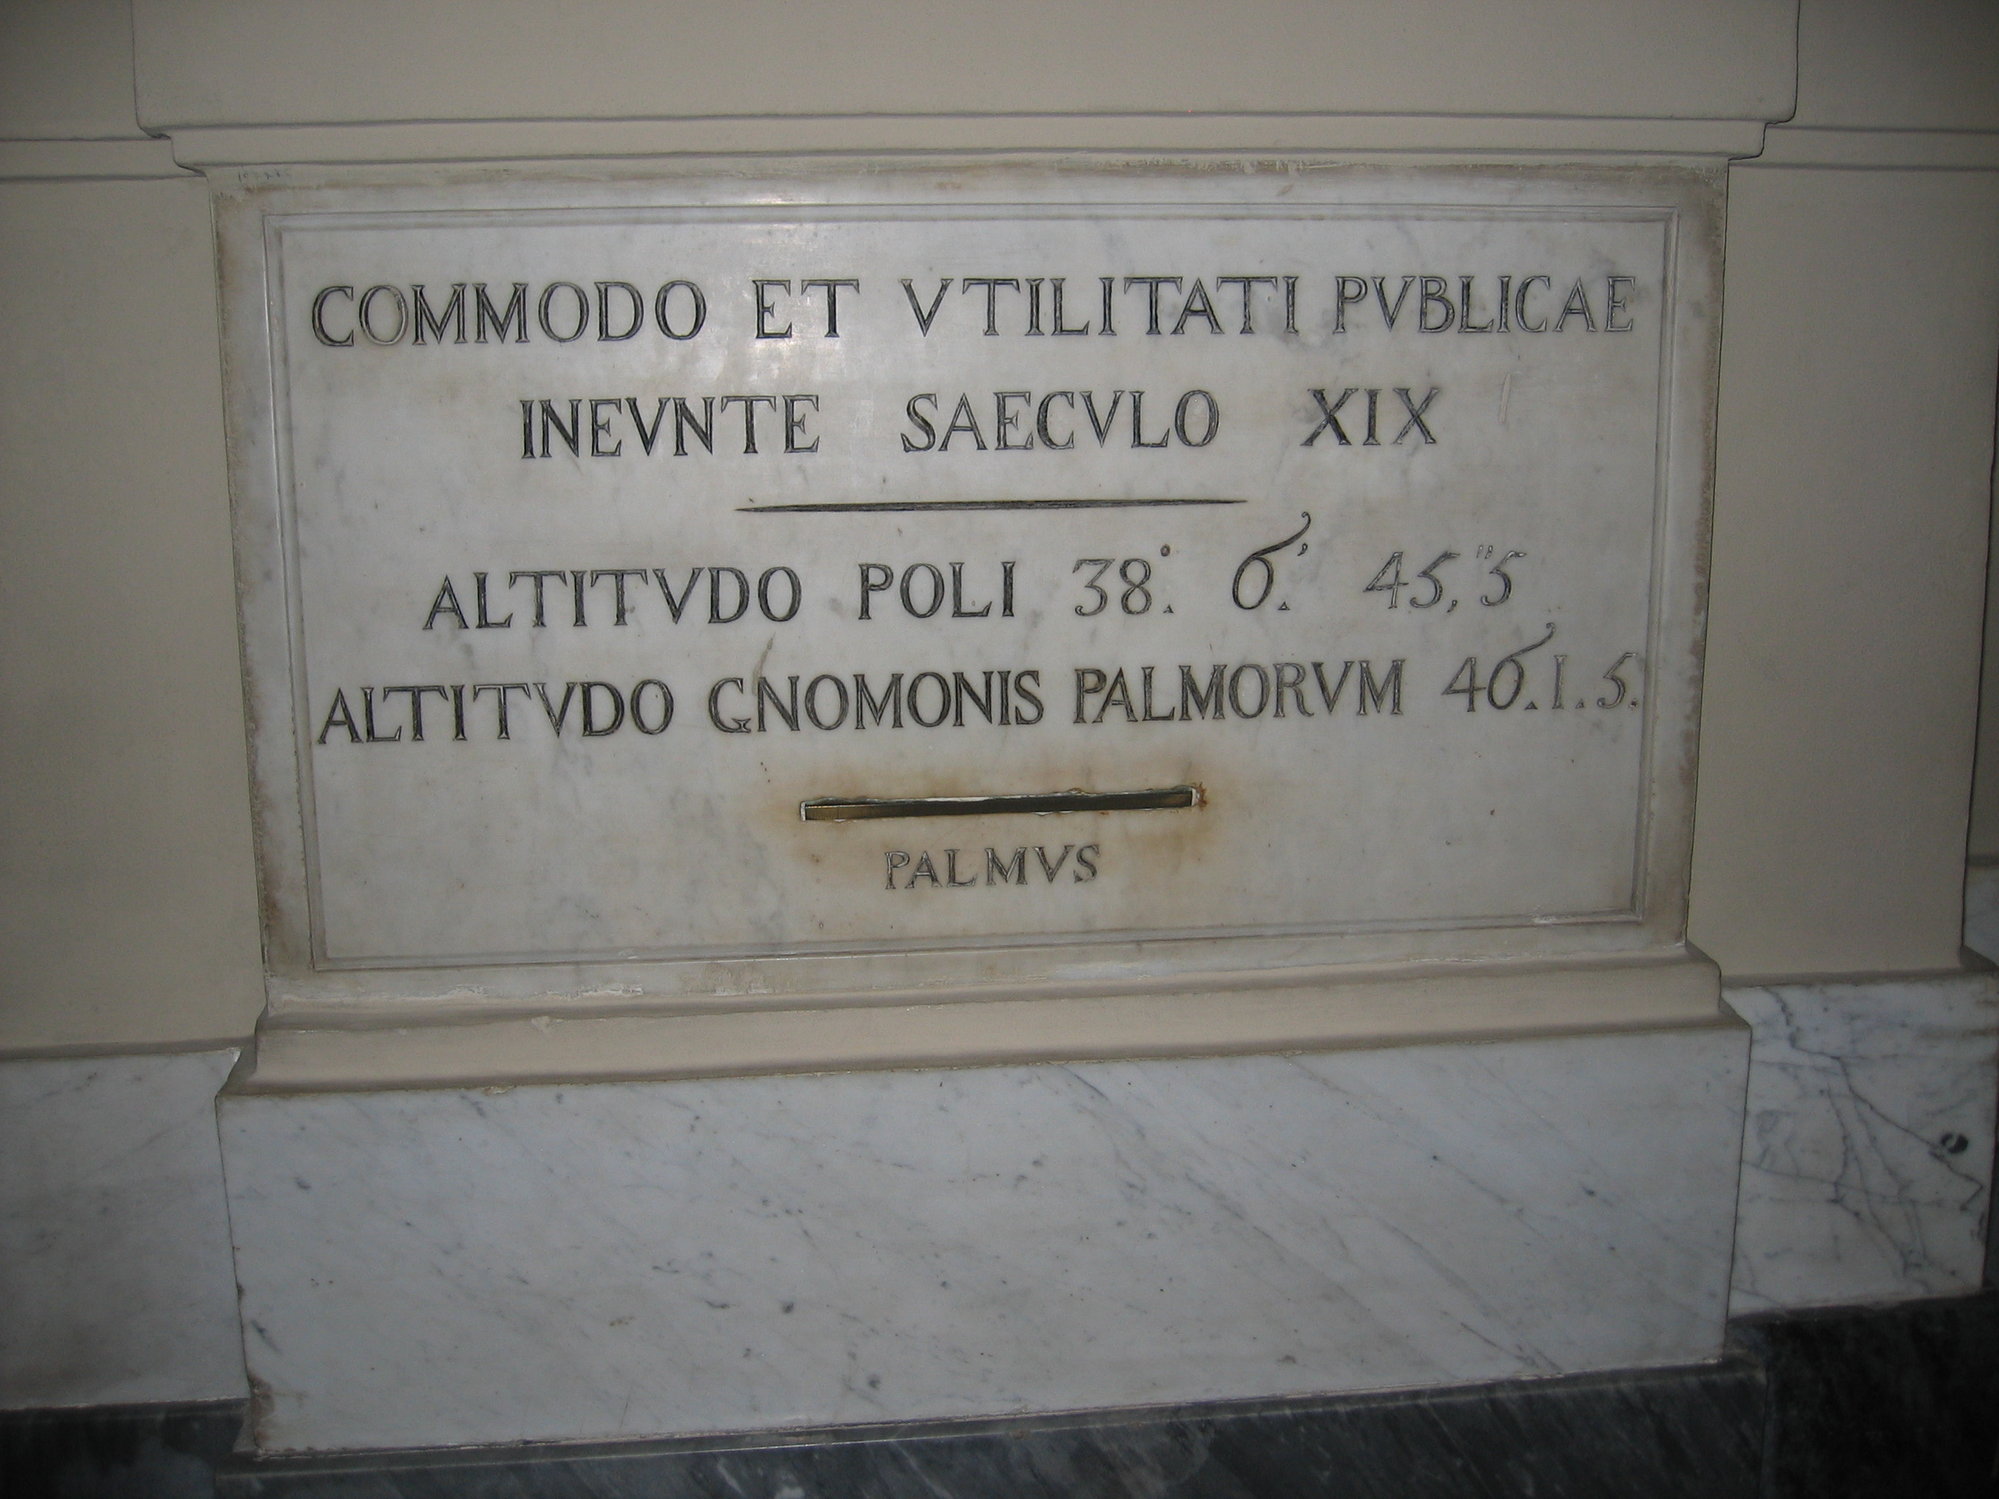 COMMODO ET VTILITATI PVBLICAE
INEVNTE SAECVLO XIX
ALTITVDO POLI 38.° 6.' 45,"5
ALTITVDO GNOMONIS PALMORVM 46.1.5.
PALMVS